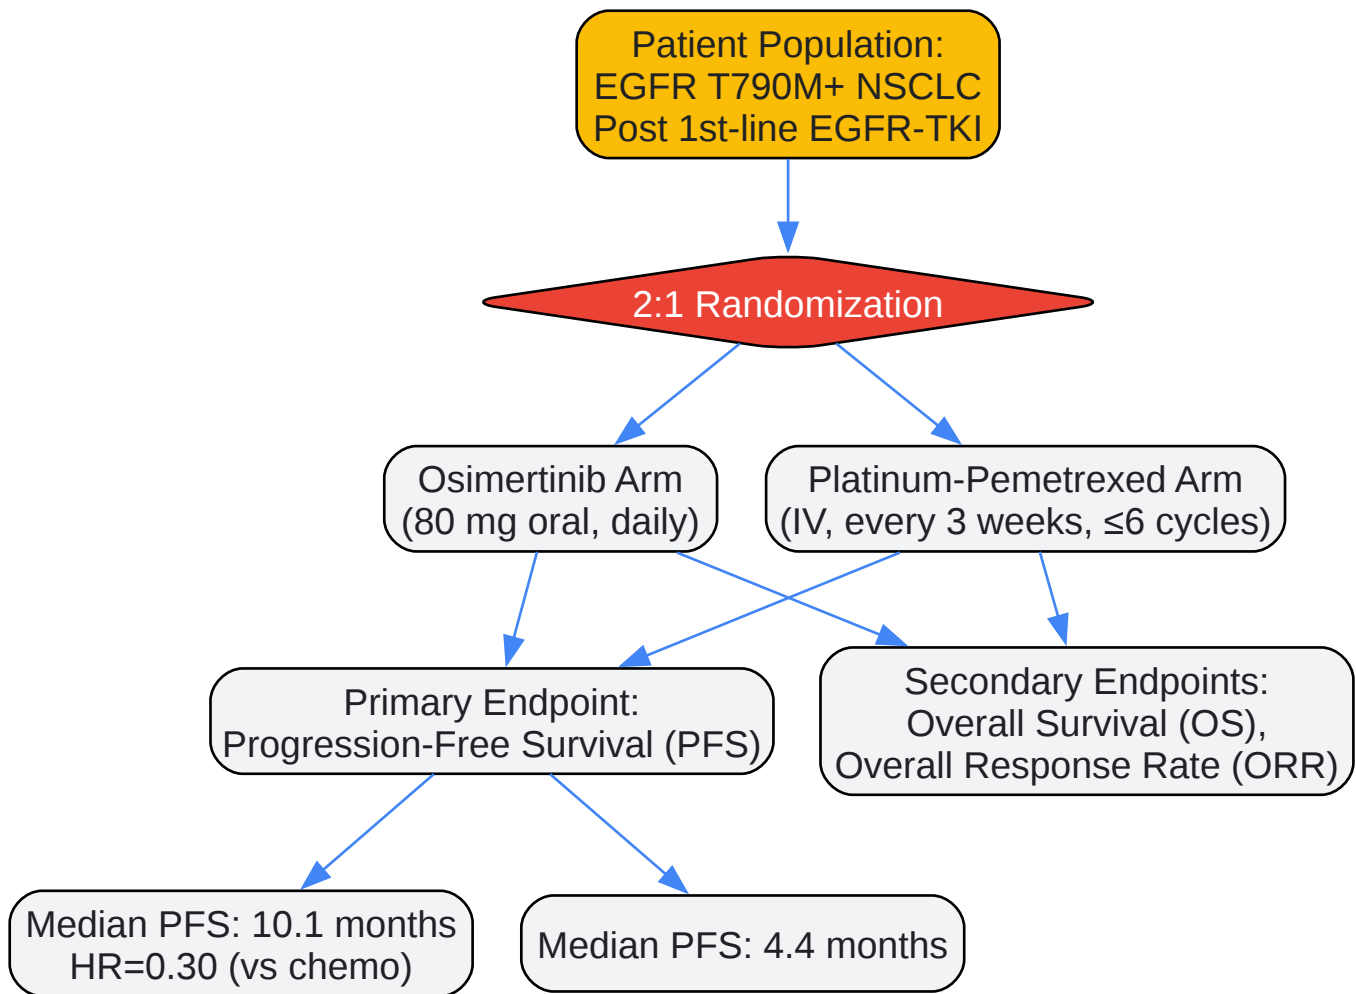 Patient Population:
EGFR T790M+ NSCLC
Post 1st-line EGFR-TKI
2:1 Randomization
Osimertinib Arm
(80 mg oral, daily)
Platinum-Pemetrexed Arm
(IV, every 3 weeks, ≤6 cycles)
Primary Endpoint:
Progression-Free Survival (PFS)
Secondary Endpoints:
Overall Survival (OS),
Overall Response Rate (ORR)
Median PFS: 10.1 months
HR=0.30 (vs chemo)
Median PFS: 4.4 months